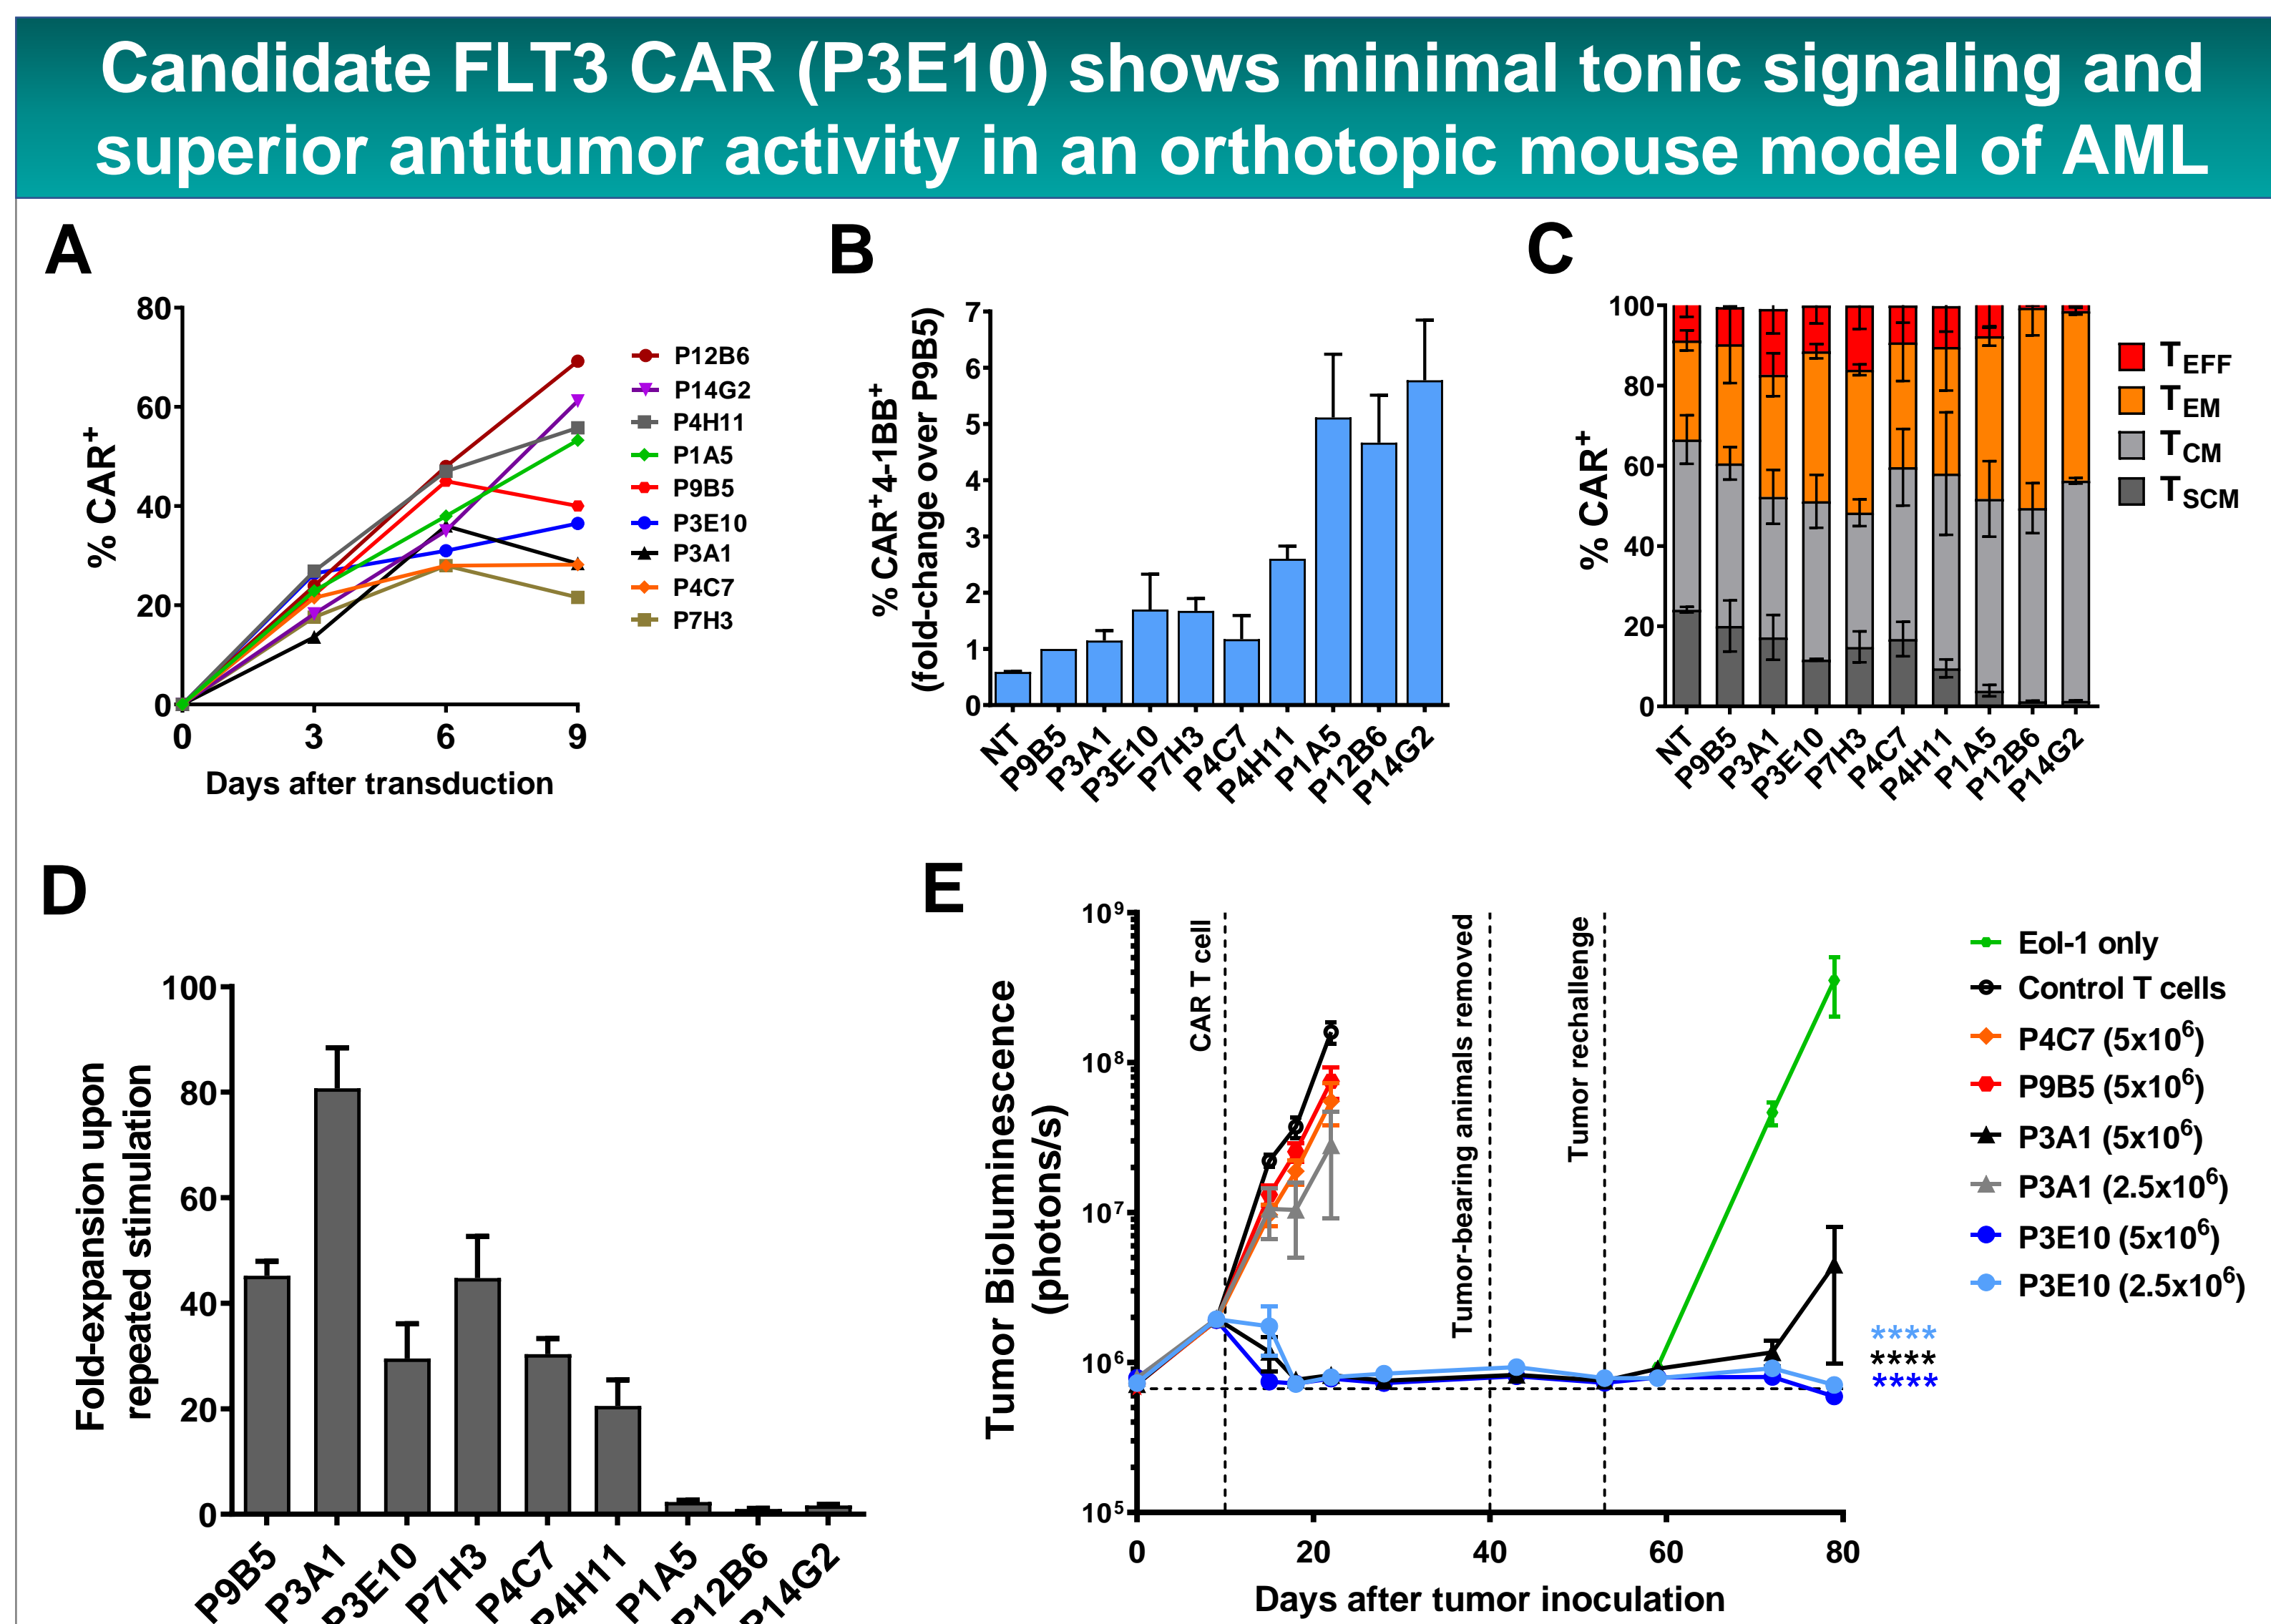 Candidate FLT3 CAR (P3E10) shows minimal tonic signaling and
superior antitumor activity in an orthotopic mouse model of AML
A
% CAR+
80
60
40
20
0
0 3 6 9
Days after transduction
P12B6
P14G2
P4H11
P1A5
P9B5
P3E10
P3A1
P4C7
P7H3
B
% CAR+4-1BB+
(fold-change over P9B5)
7
6
5
4
3
2
1
0
NT P9B5 P3A1 P3E10 P7H3 P4C7 P4H11 P1A5 P12B6 P14G2
C
% CAR+
100
80
60
40
20
0
NT P9B5 P3A1 P3E10 P7H3 P4C7 P4H11 P1A5 P12B6 P14G2
TEFF
TEM
TCM
TSCM
D
Fold-expansion upon
repeated stimulation
100
80
60
40
20
0
P9B5 P3A1 P3E10 P7H3 P4C7 P4H11 P1A5 P12B6 P14G2
E
Tumor Bioluminescence
(photons/s)
10⁹
10⁸
10⁷
10⁶
10⁵
CAR T cell
Tumor-bearing animals removed
Tumor rechallenge
0 20 40 60 80
Days after tumor inoculation
Eol-1 only
Control T cells
P4C7 (5x10⁶)
P9B5 (5x10⁶)
P3A1 (5x10⁶)
P3A1 (2.5x10⁶)
P3E10 (5x10⁶)
P3E10 (2.5x10⁶)
****
****
****